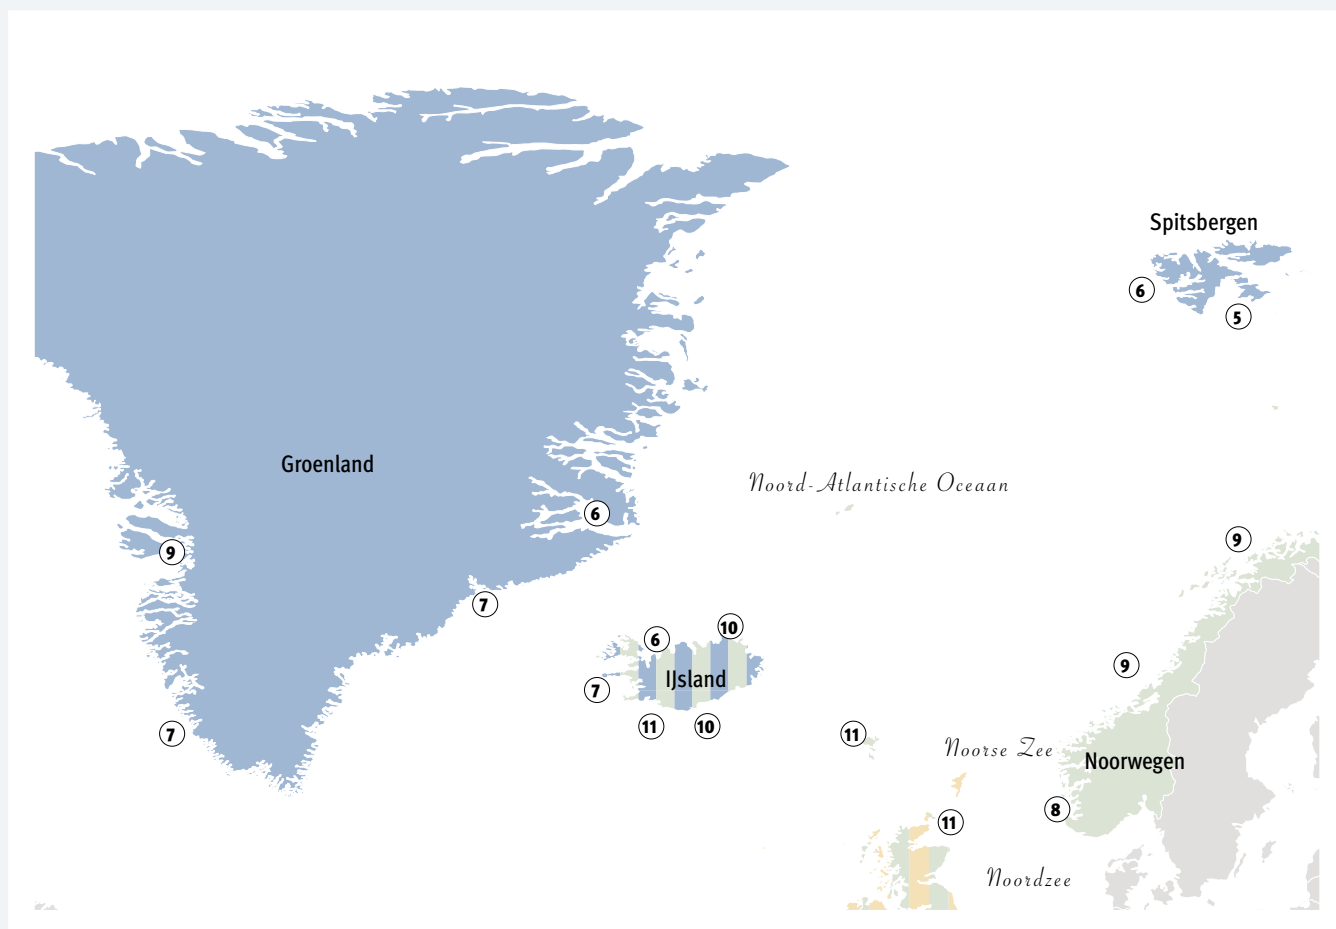 Spitsbergen
6
5
Groenland
Noord-Atlantische Oceaan
6
9
9
7
10
6
9
IJsland
7
11
10
7
11
Noorse Zee
Noorwegen
8
11
Noordzee